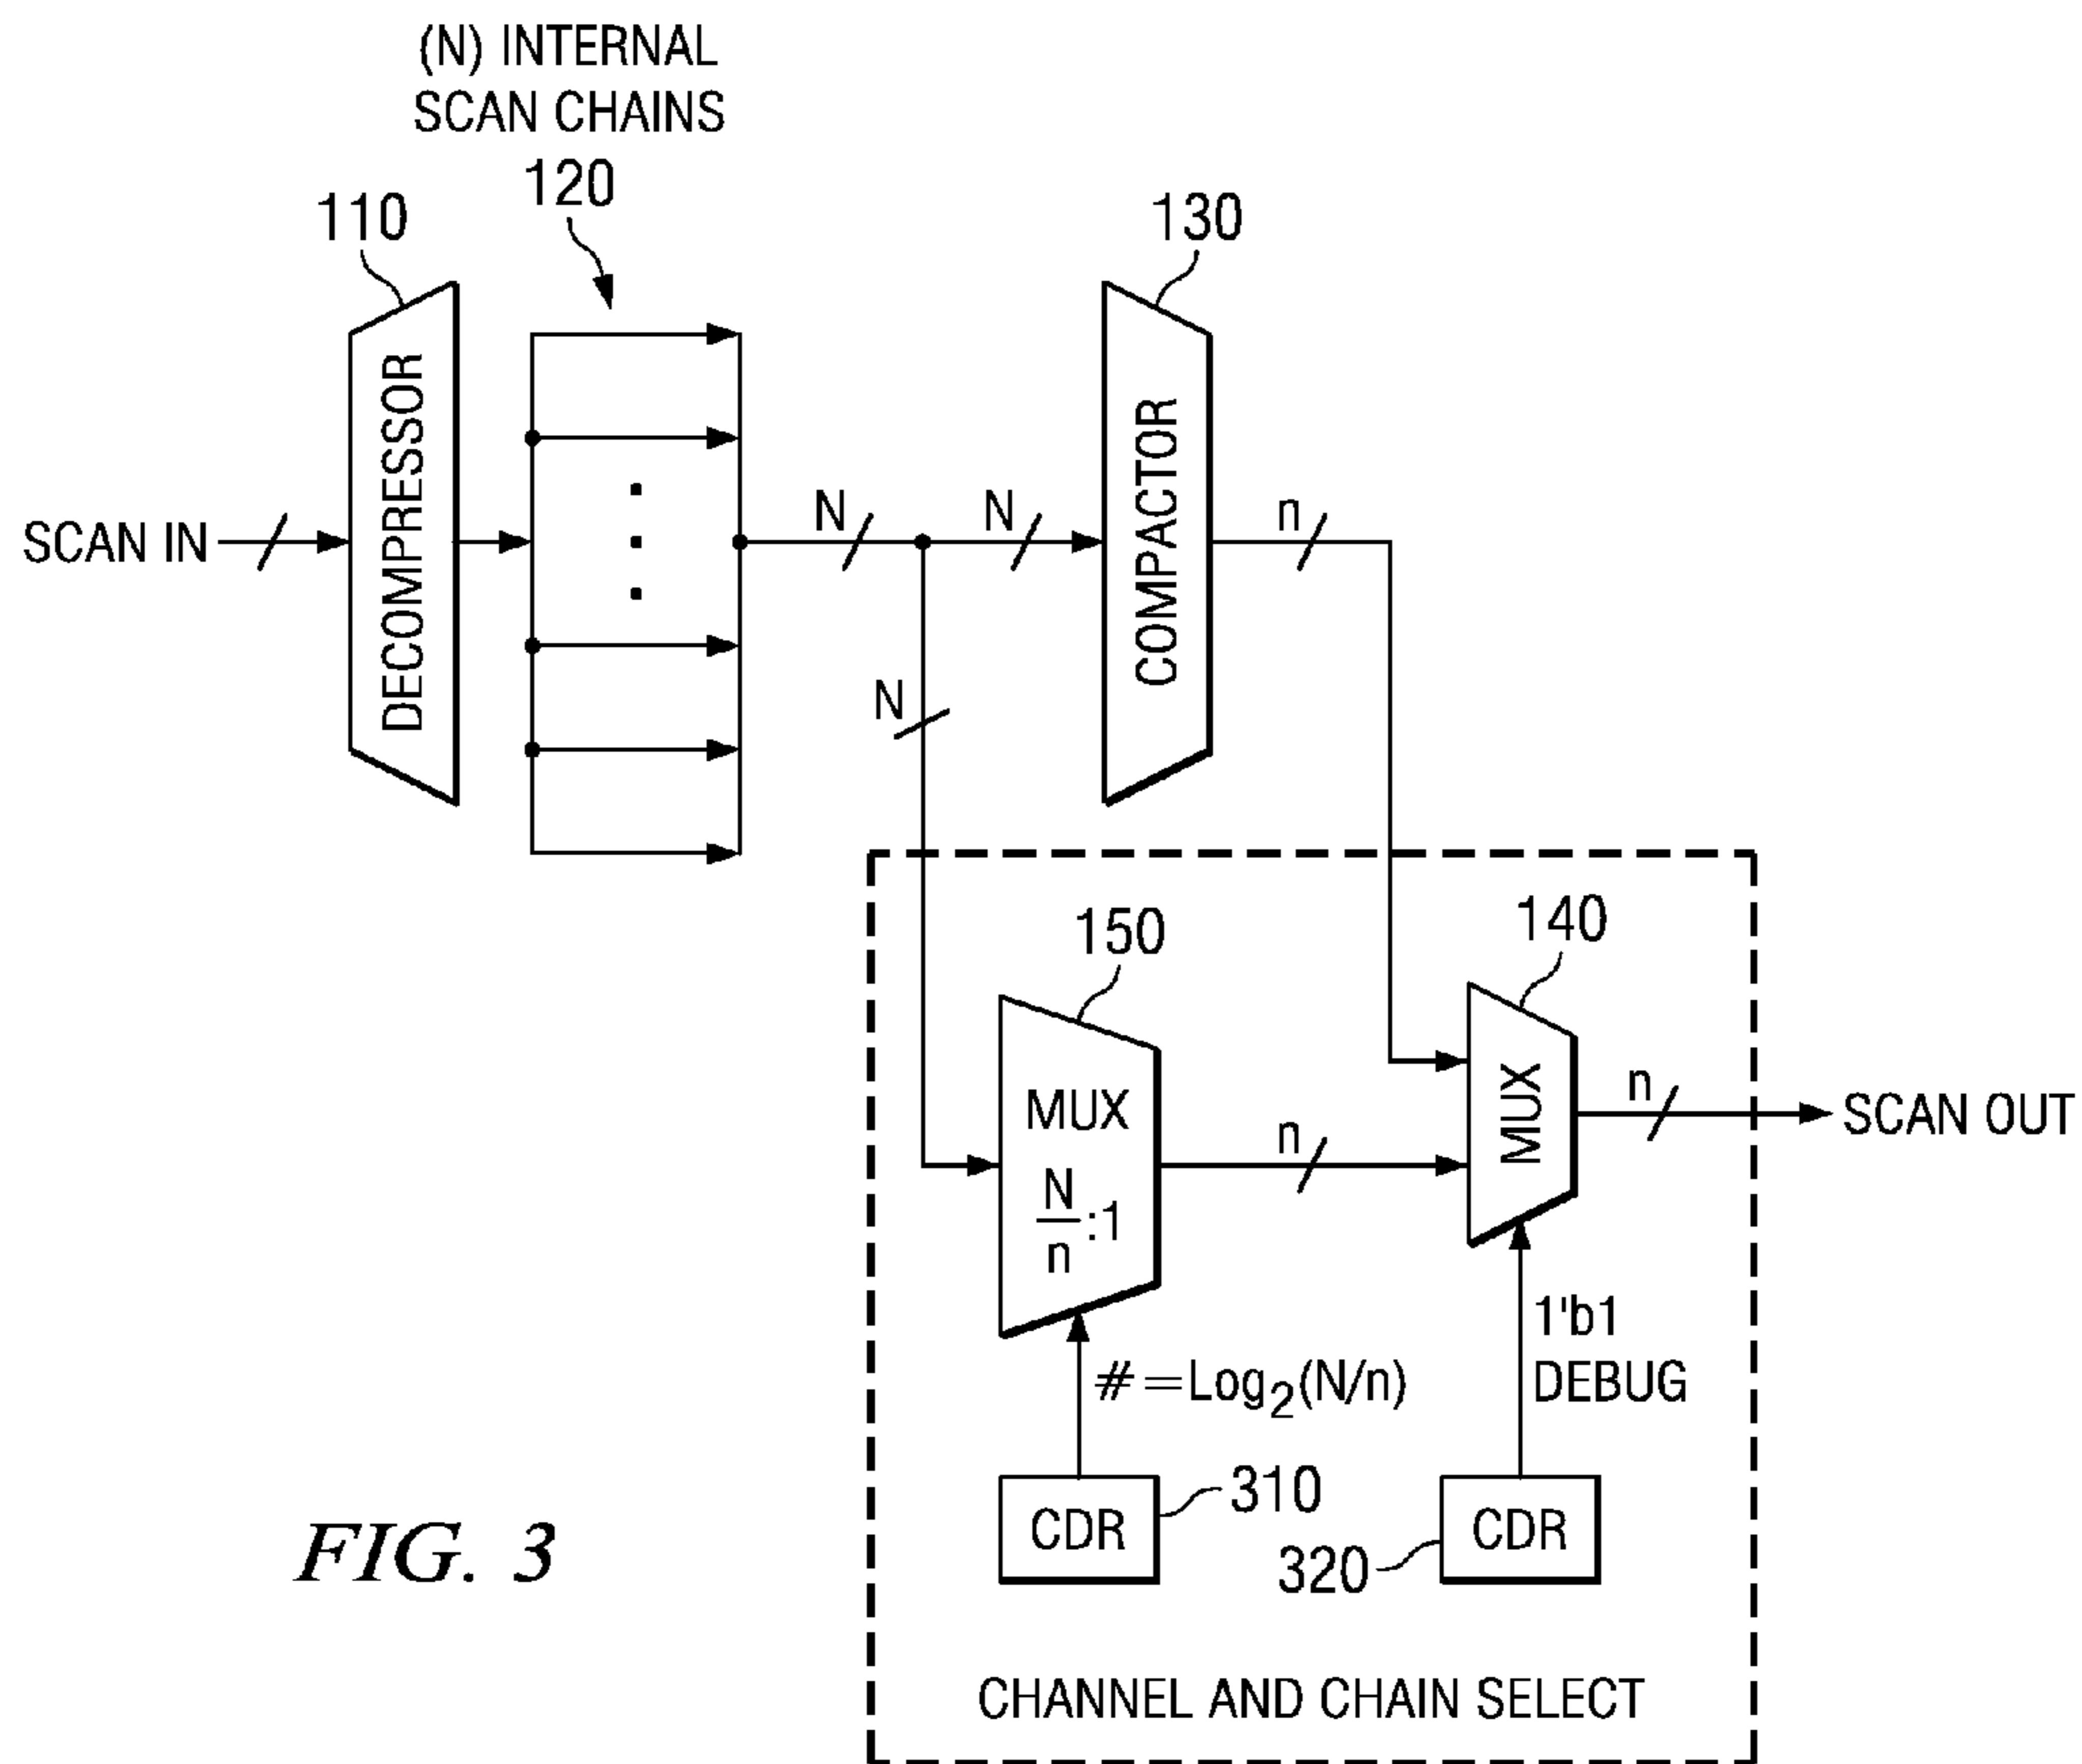 (N) INTERNAL
SCAN CHAINS
120
110
130
DECOMPRESSOR
COMPACTOR
SCAN IN
N
N
n
N
150
140
MUX
N
n
:1
n
MUX
n
SCAN OUT
#=Log2(N/n)
1'b1
DEBUG
CDR
310
CDR
320
FIG. 3
CHANNEL AND CHAIN SELECT